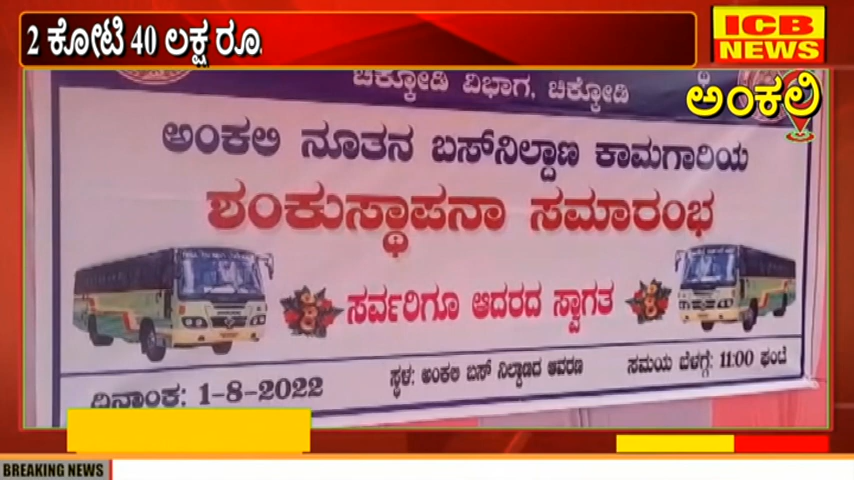 2 ಕೋಟಿ 40 ಲಕ್ಷ ರೂ.
ICB
NEWS
ಅಂಕಲಿ
ಚಿಕ್ಕೋಡಿ ವಿಭಾಗ, ಚಿಕ್ಕೋಡಿ
ಅಂಕಲಿ ನೂತನ ಬಸ್‌ನಿಲ್ದಾಣ ಕಾಮಗಾರಿಯ
ಶಂಕುಸ್ಥಾಪನಾ ಸಮಾರಂಭ
ಸರ್ವರಿಗೂ ಆದರದ ಸ್ವಾಗತ
ದಿನಾಂಕ: 1-8-2022
ಸ್ಥಳ: ಅಂಕಲಿ ಬಸ್ ನಿಲ್ದಾಣದ ಆವರಣ
ಸಮಯ ಬೆಳಗ್ಗೆ: 11:00 ಘಂಟೆ
BREAKING NEWS